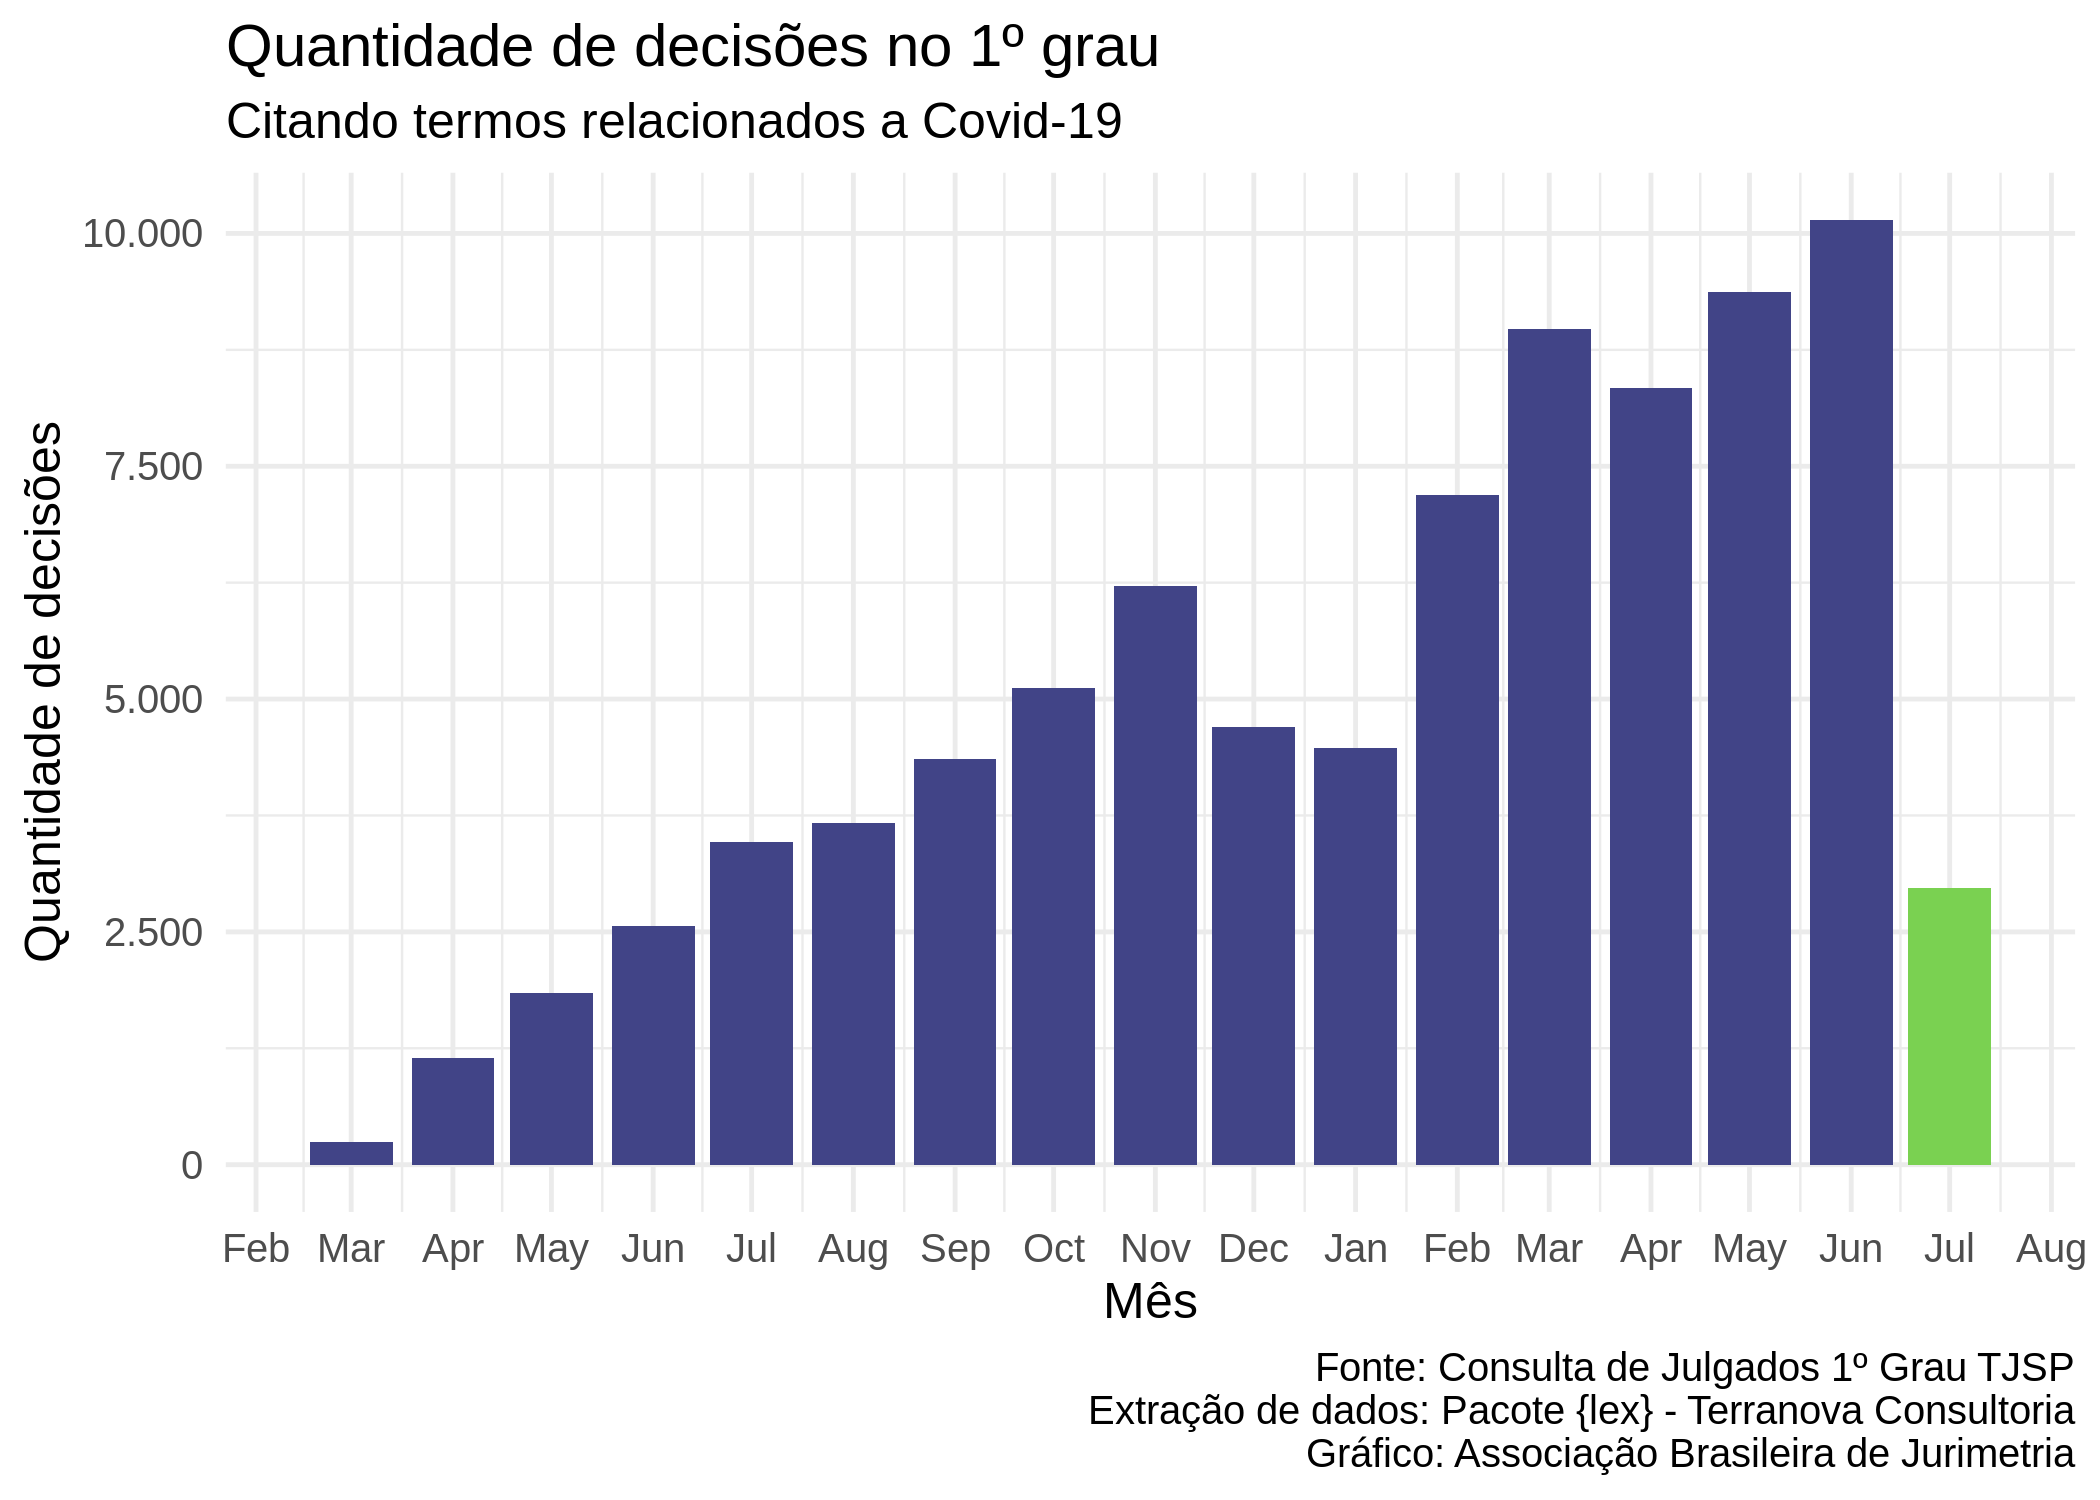 Quantidade de decisões no 1º grau
Citando termos relacionados a Covid-19
Quantidade de decisões
10.000
7.500
5.000
2.500
0
Feb Mar Apr May Jun Jul Aug Sep Oct Nov Dec Jan Feb Mar Apr May Jun Jul Aug
Mês
Fonte: Consulta de Julgados 1º Grau TJSP
Extração de dados: Pacote {lex} - Terranova Consultoria
Gráfico: Associação Brasileira de Jurimetria